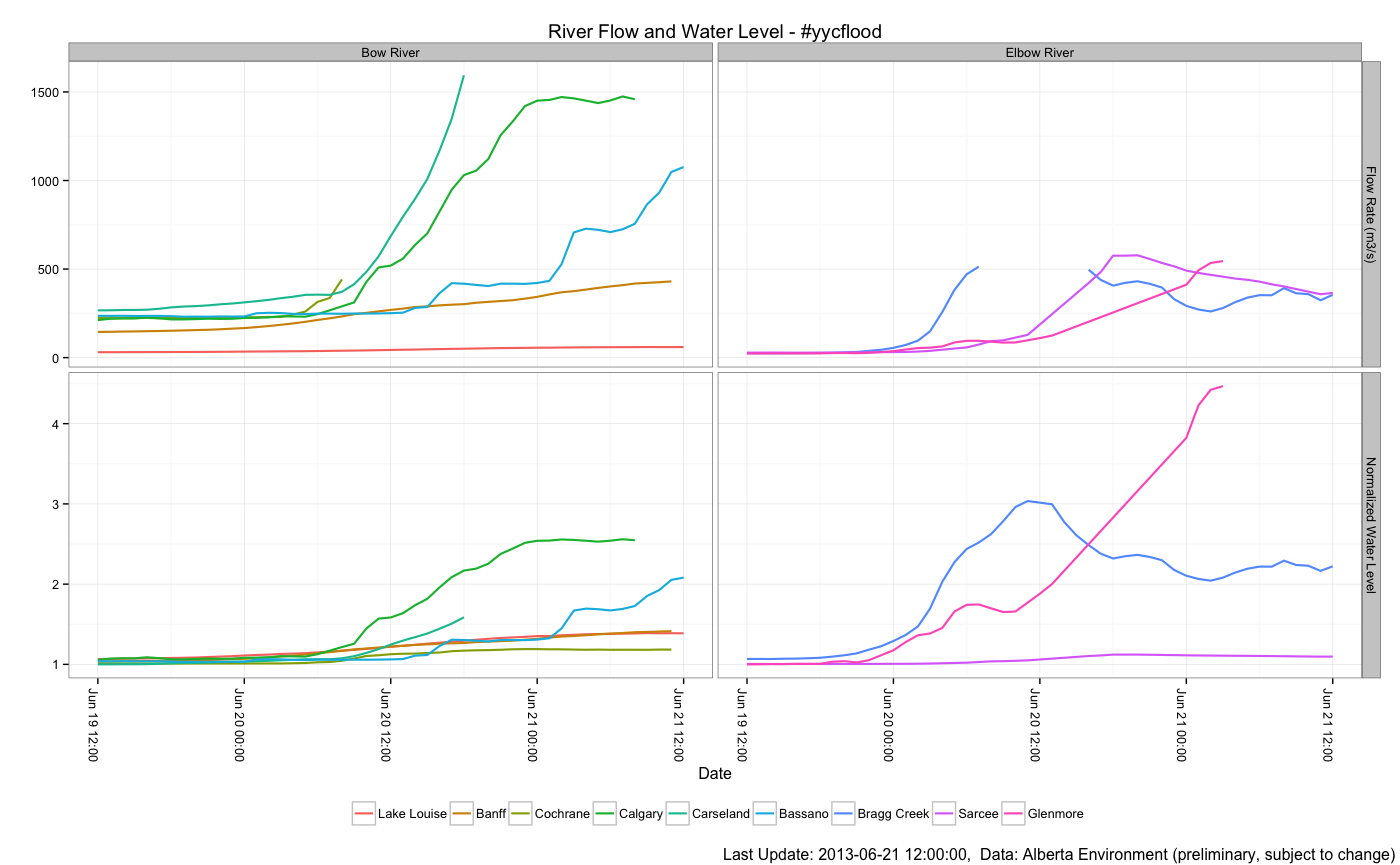 River Flow and Water Level - #yycflood
Bow River
Elbow River
1500
1000
500
0
Flow Rate (m3/s)
4
3
2
1
Normalized Water Level
Jun 19 12:00
Jun 20 00:00
Jun 20 12:00
Jun 21 00:00
Jun 21 12:00
Jun 19 12:00
Jun 20 00:00
Jun 20 12:00
Jun 21 00:00
Jun 21 12:00
Date
Lake Louise Banff Cochrane Calgary Carseland Bassano Bragg Creek Sarcee Glenmore
Last Update: 2013-06-21 12:00:00, Data: Alberta Environment (preliminary, subject to change)